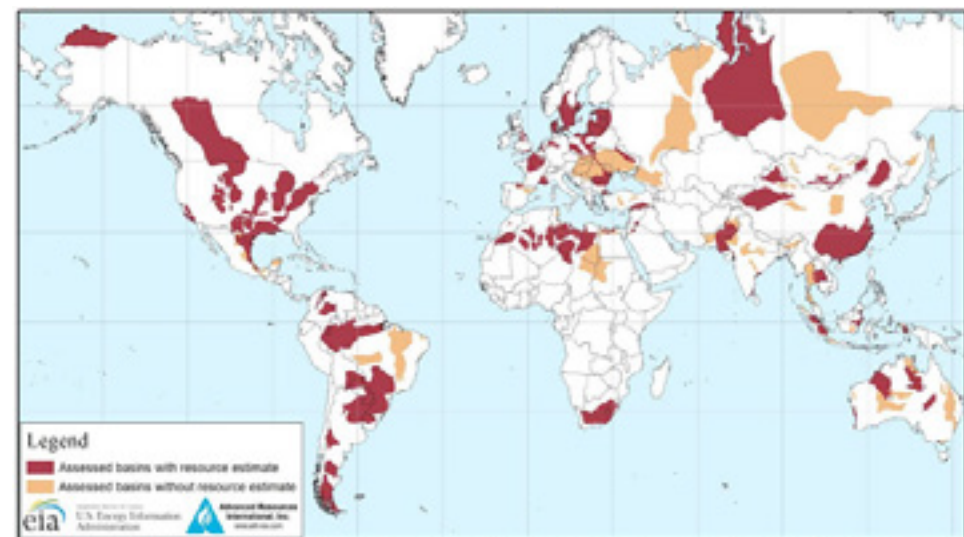 Legend
Assessed basins with resource estimate
Assessed basins without resource estimate
eia
U.S. Energy Information
Administration
Advanced Resources
International, Inc.